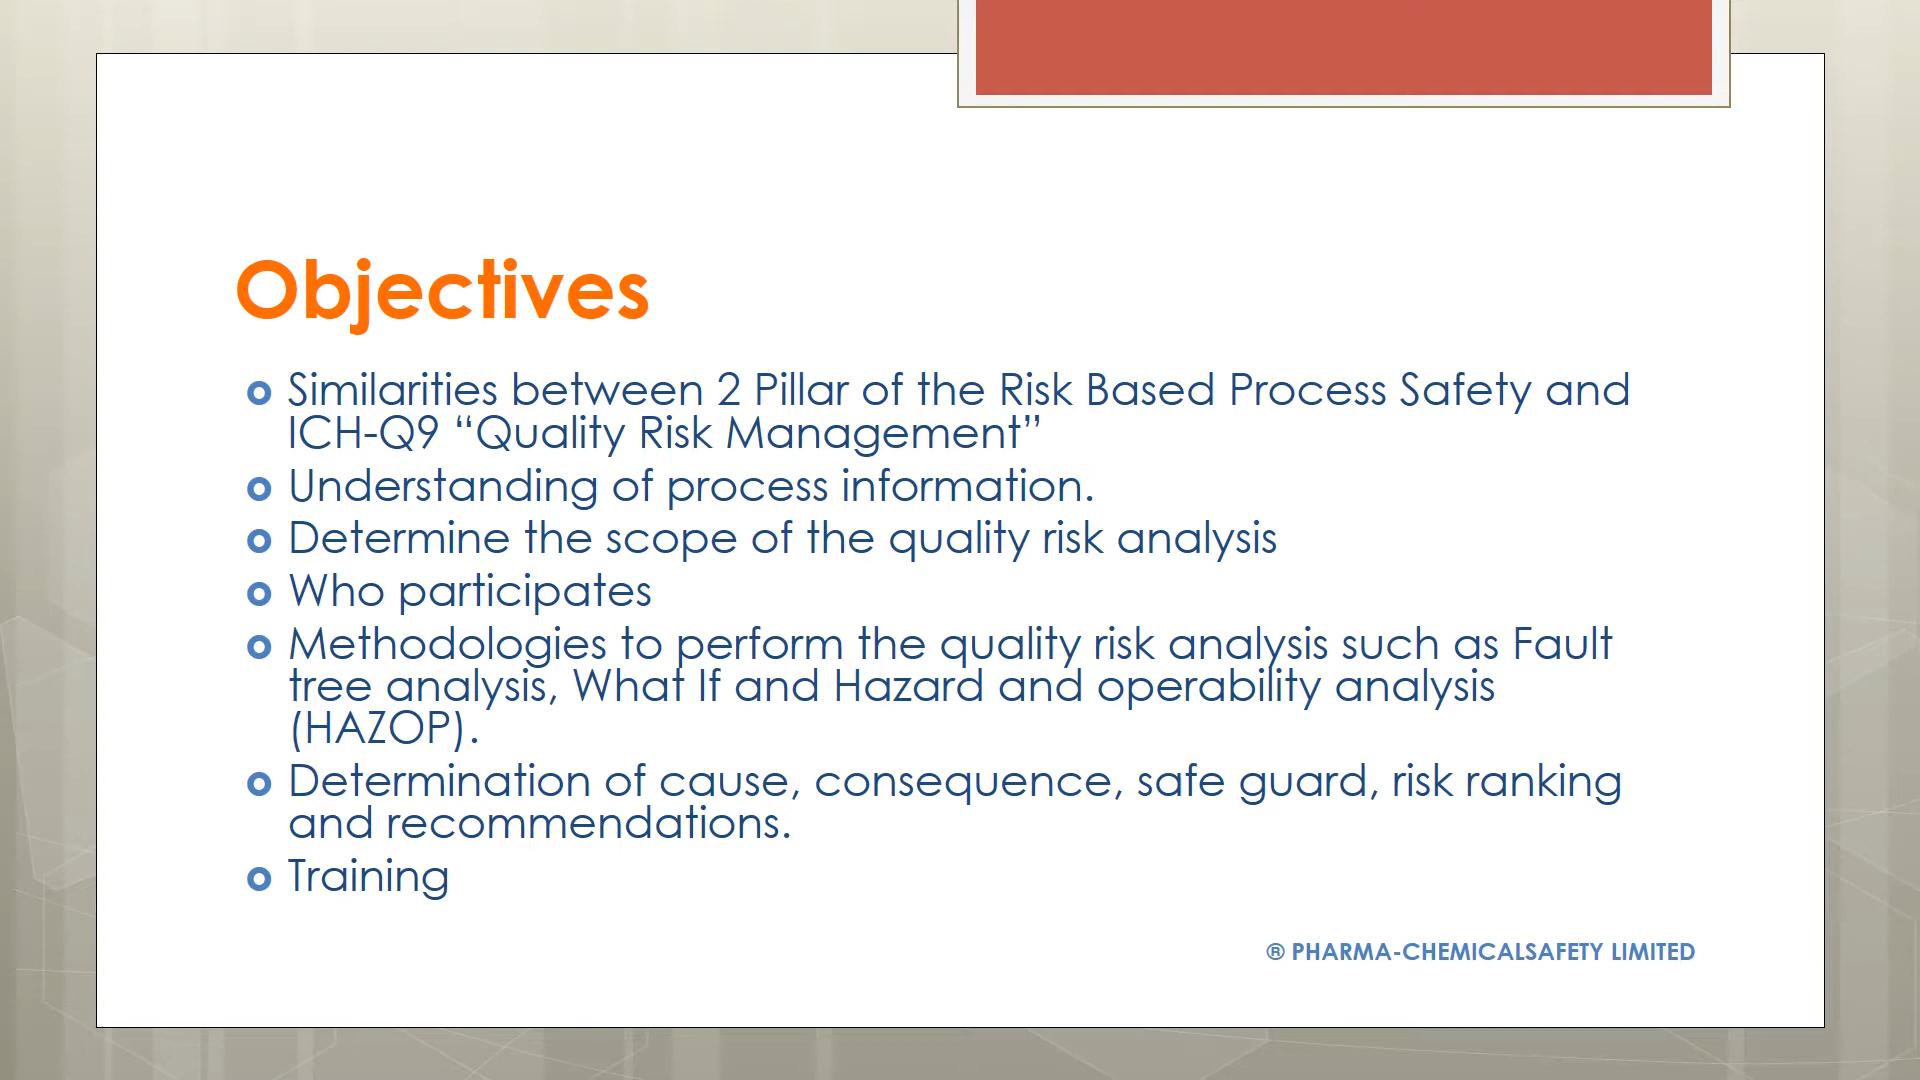 Objectives
Similarities between 2 Pillar of the Risk Based Process Safety and
ICH-Q9 “Quality Risk Management”
Understanding of process information.
Determine the scope of the quality risk analysis
Who participates
Methodologies to perform the quality risk analysis such as Fault
tree analysis, What If and Hazard and operability analysis
(HAZOP).
Determination of cause, consequence, safe guard, risk ranking
and recommendations.
Training
® PHARMA-CHEMICALSAFETY LIMITED